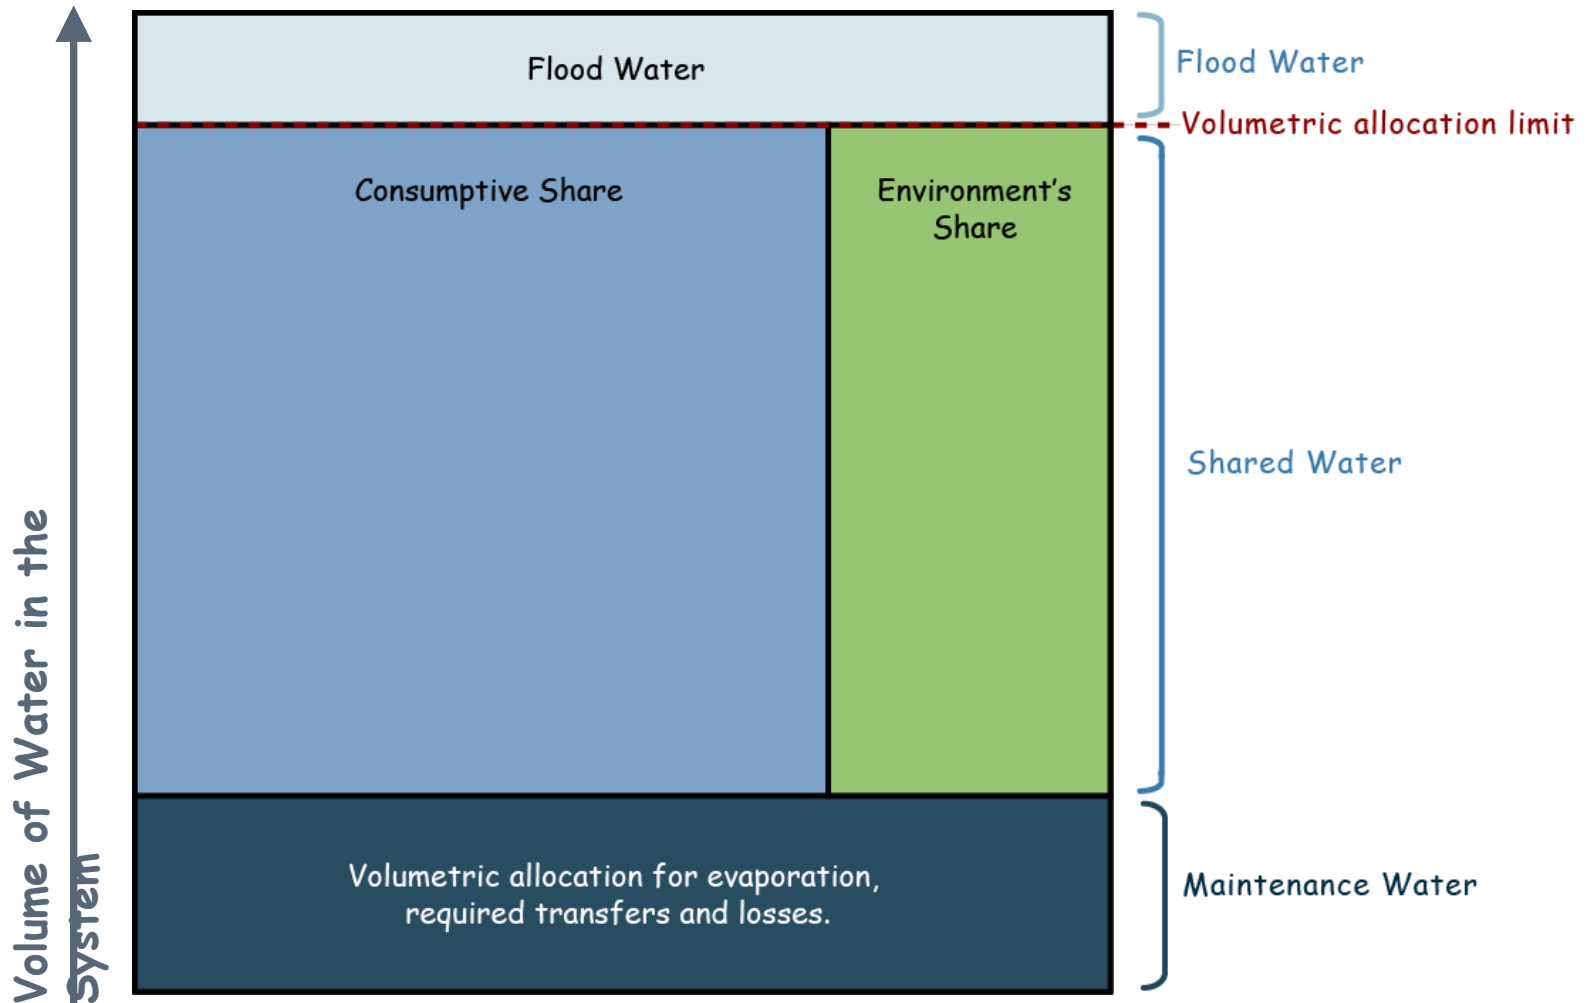 Flood Water
Flood Water
Volumetric allocation limit
Consumptive Share
Environment’s
Share
Shared Water
Volume of Water in the
System
Volumetric allocation for evaporation,
required transfers and losses.
Maintenance Water